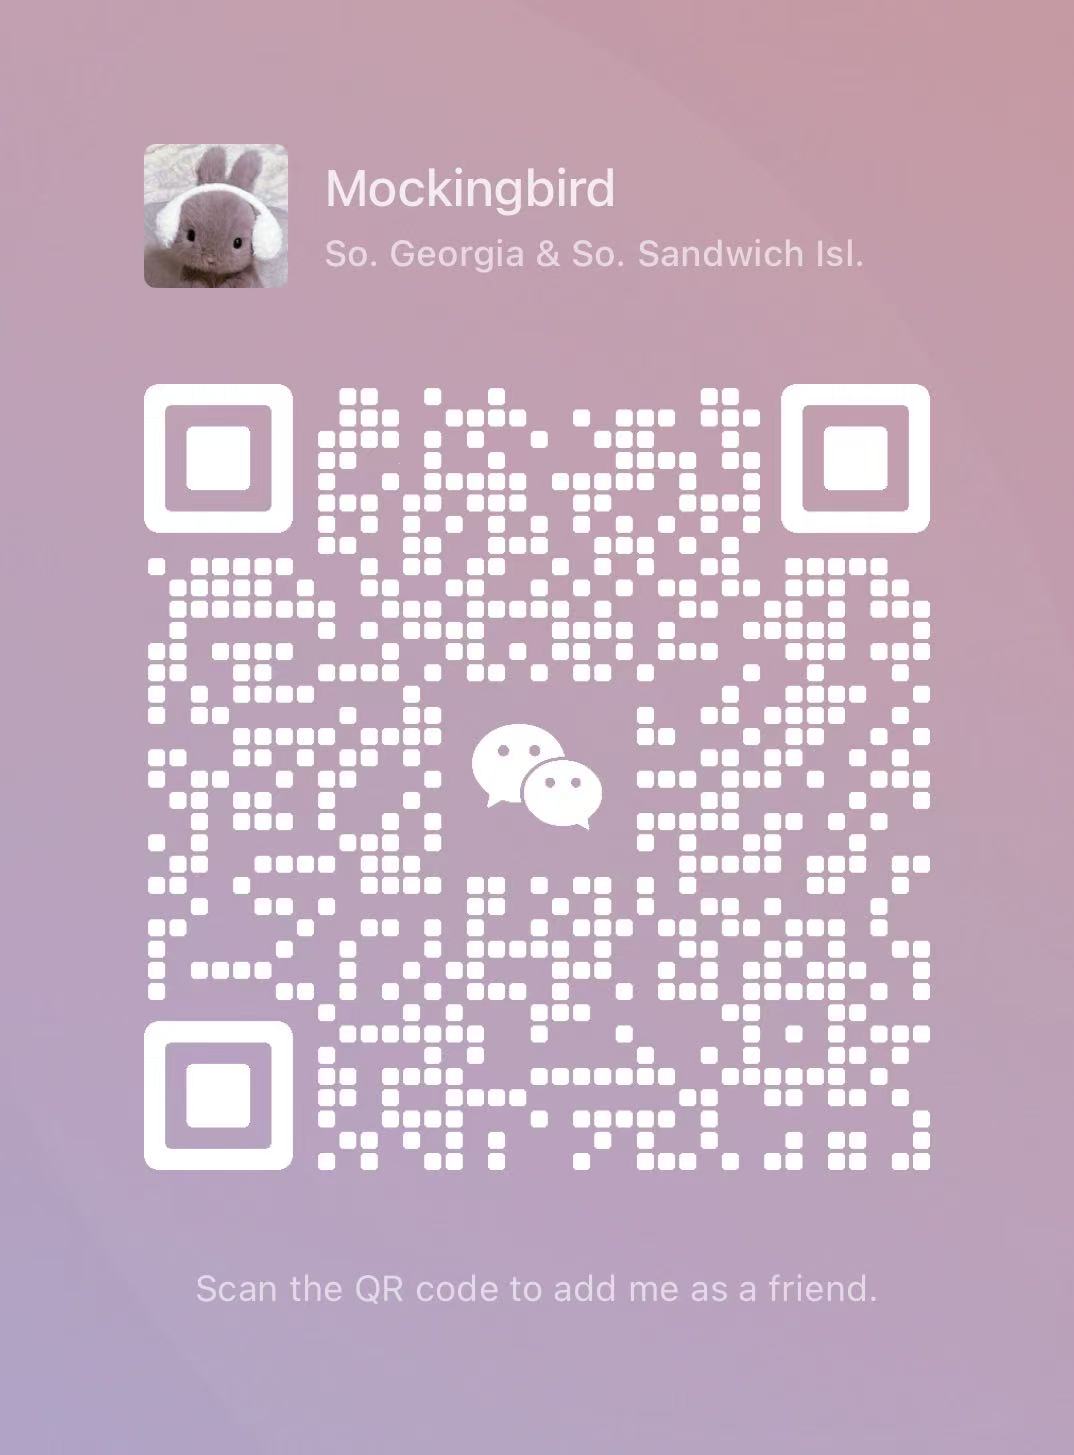 Mockingbird
So. Georgia & So. Sandwich Isl.
Scan the QR code to add me as a friend.